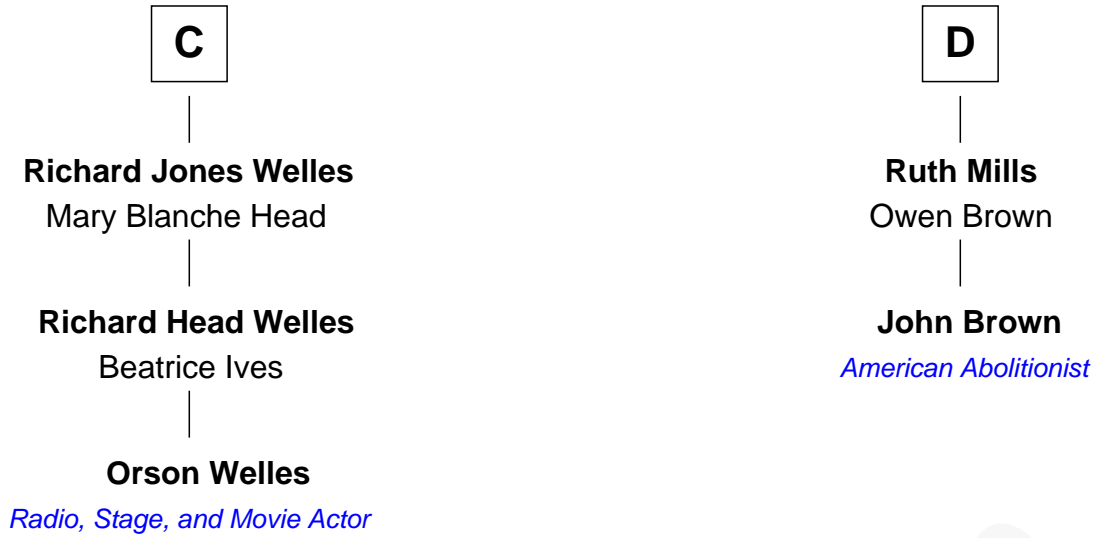 C
Richard Jones Welles
Mary Blanche Head
Richard Head Welles
Beatrice Ives
Orson Welles
Radio, Stage, and Movie Actor
D
Ruth Mills
Owen Brown
John Brown
American Abolitionist